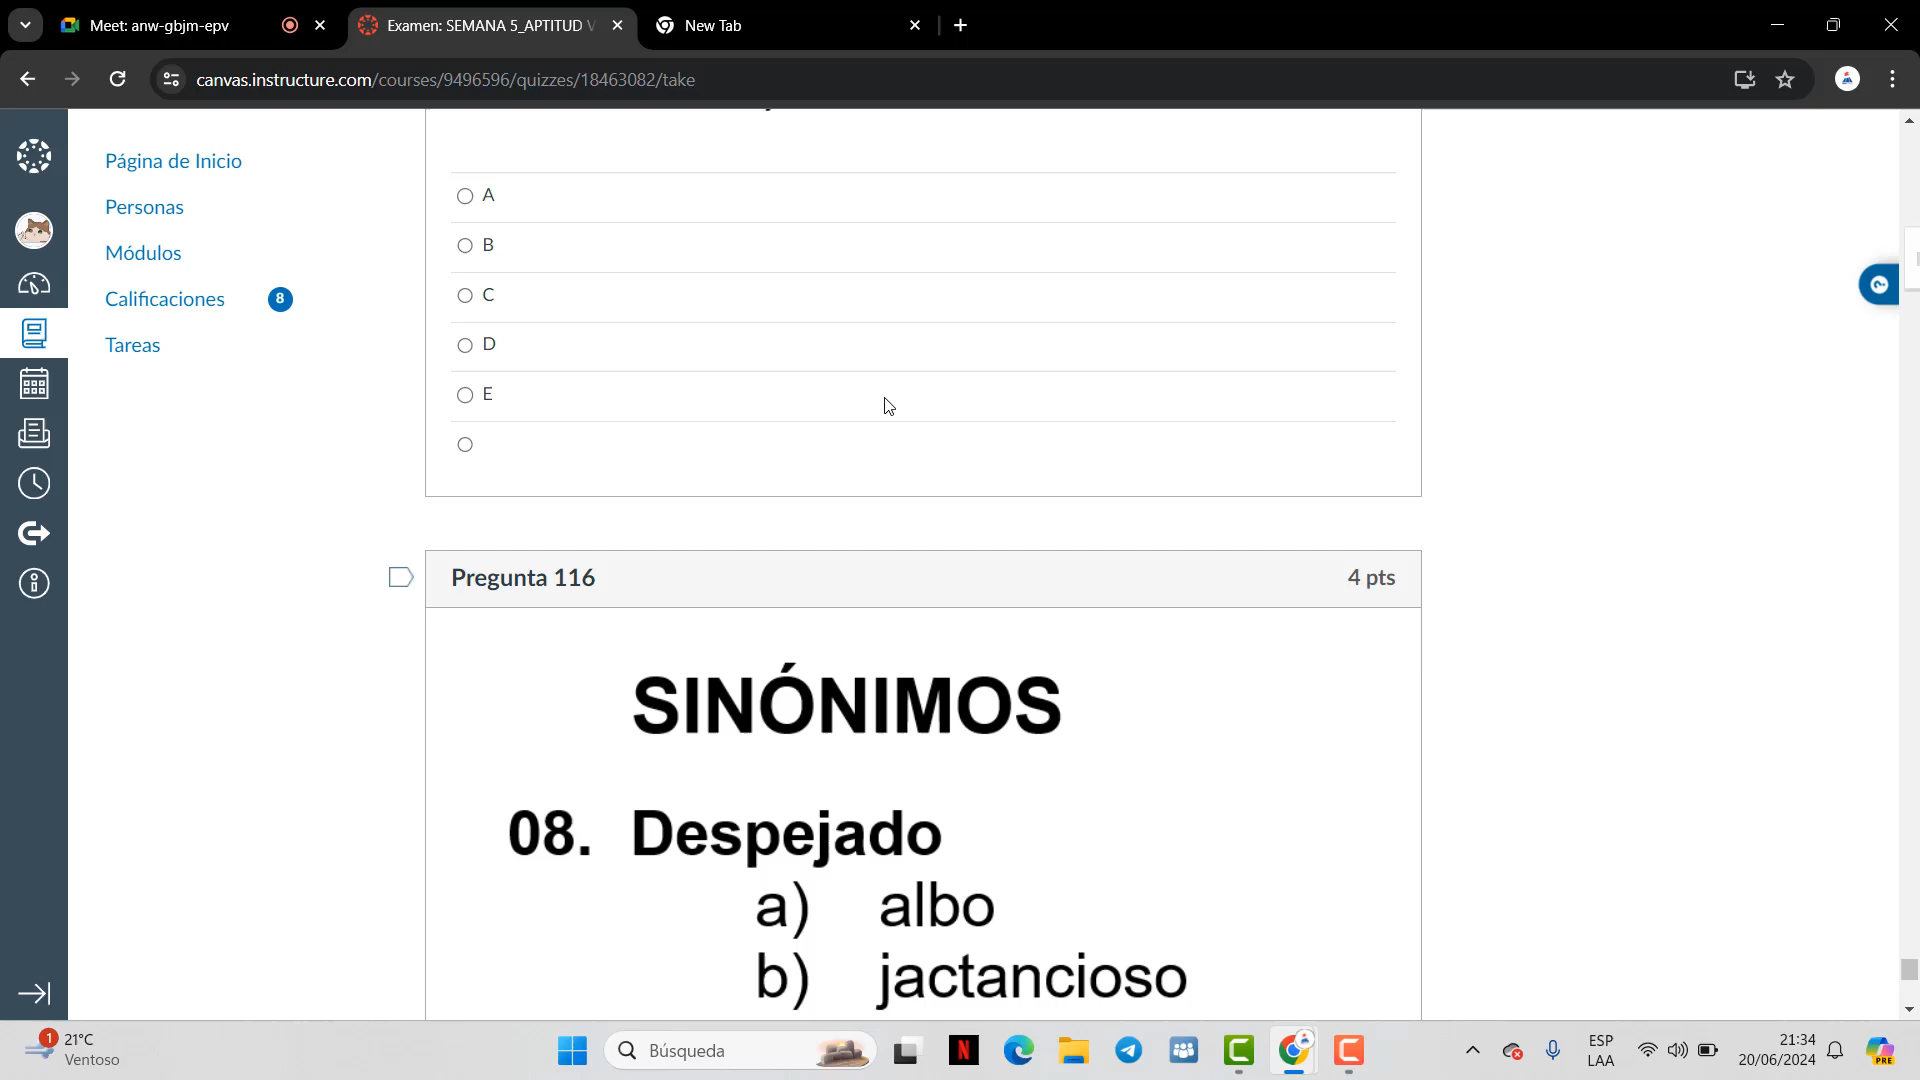 Meet: anw-gbjm-epv
Examen: SEMANA 5_APTITUD V
New Tab
canvas.instructure.com/courses/9496596/quizzes/18463082/take
Página de Inicio
Personas
Módulos
Calificaciones 8
Tareas
A
B
C
D
E
Pregunta 116 4 pts
SINÓNIMOS
08. Despejado
a) albo
b) jactancioso
1
21°C
Ventoso
Búsqueda
N
ESP
LAA
21:34
20/06/2024
PRE